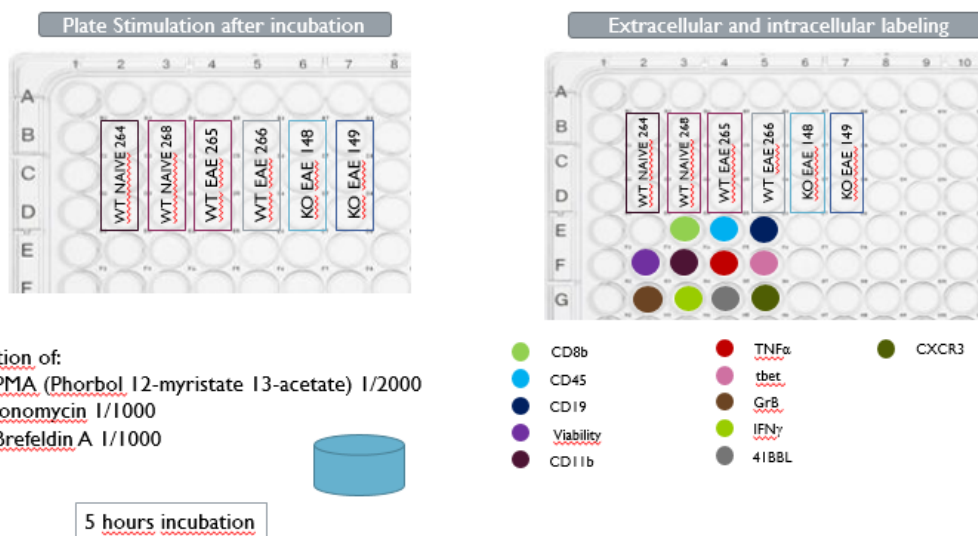 Plate Stimulation after incubation
1 2 3 4 5 6 7 8
A
B
C
D
E
F
WT NAIVE 264
WT NAIVE 268
WT EAE 265
WT EAE 266
KO EAE 148
KO EAE 149
tion of:
PMA (Phorbol 12-myristate 13-acetate) 1/2000
onomycin 1/1000
Brefeldin A 1/1000
5 hours incubation
Extracellular and intracellular labeling
1 2 3 4 5 6 7 8 9 10
A
B
C
D
E
F
G
WT NAIVE 264
WT NAIVE 268
WT EAE 265
WT EAE 266
KO EAE 148
KO EAE 149
CD8b
CD45
CD19
Viability
CD11b
TNFα
tbet
GrB
IFNγ
41BBL
CXCR3